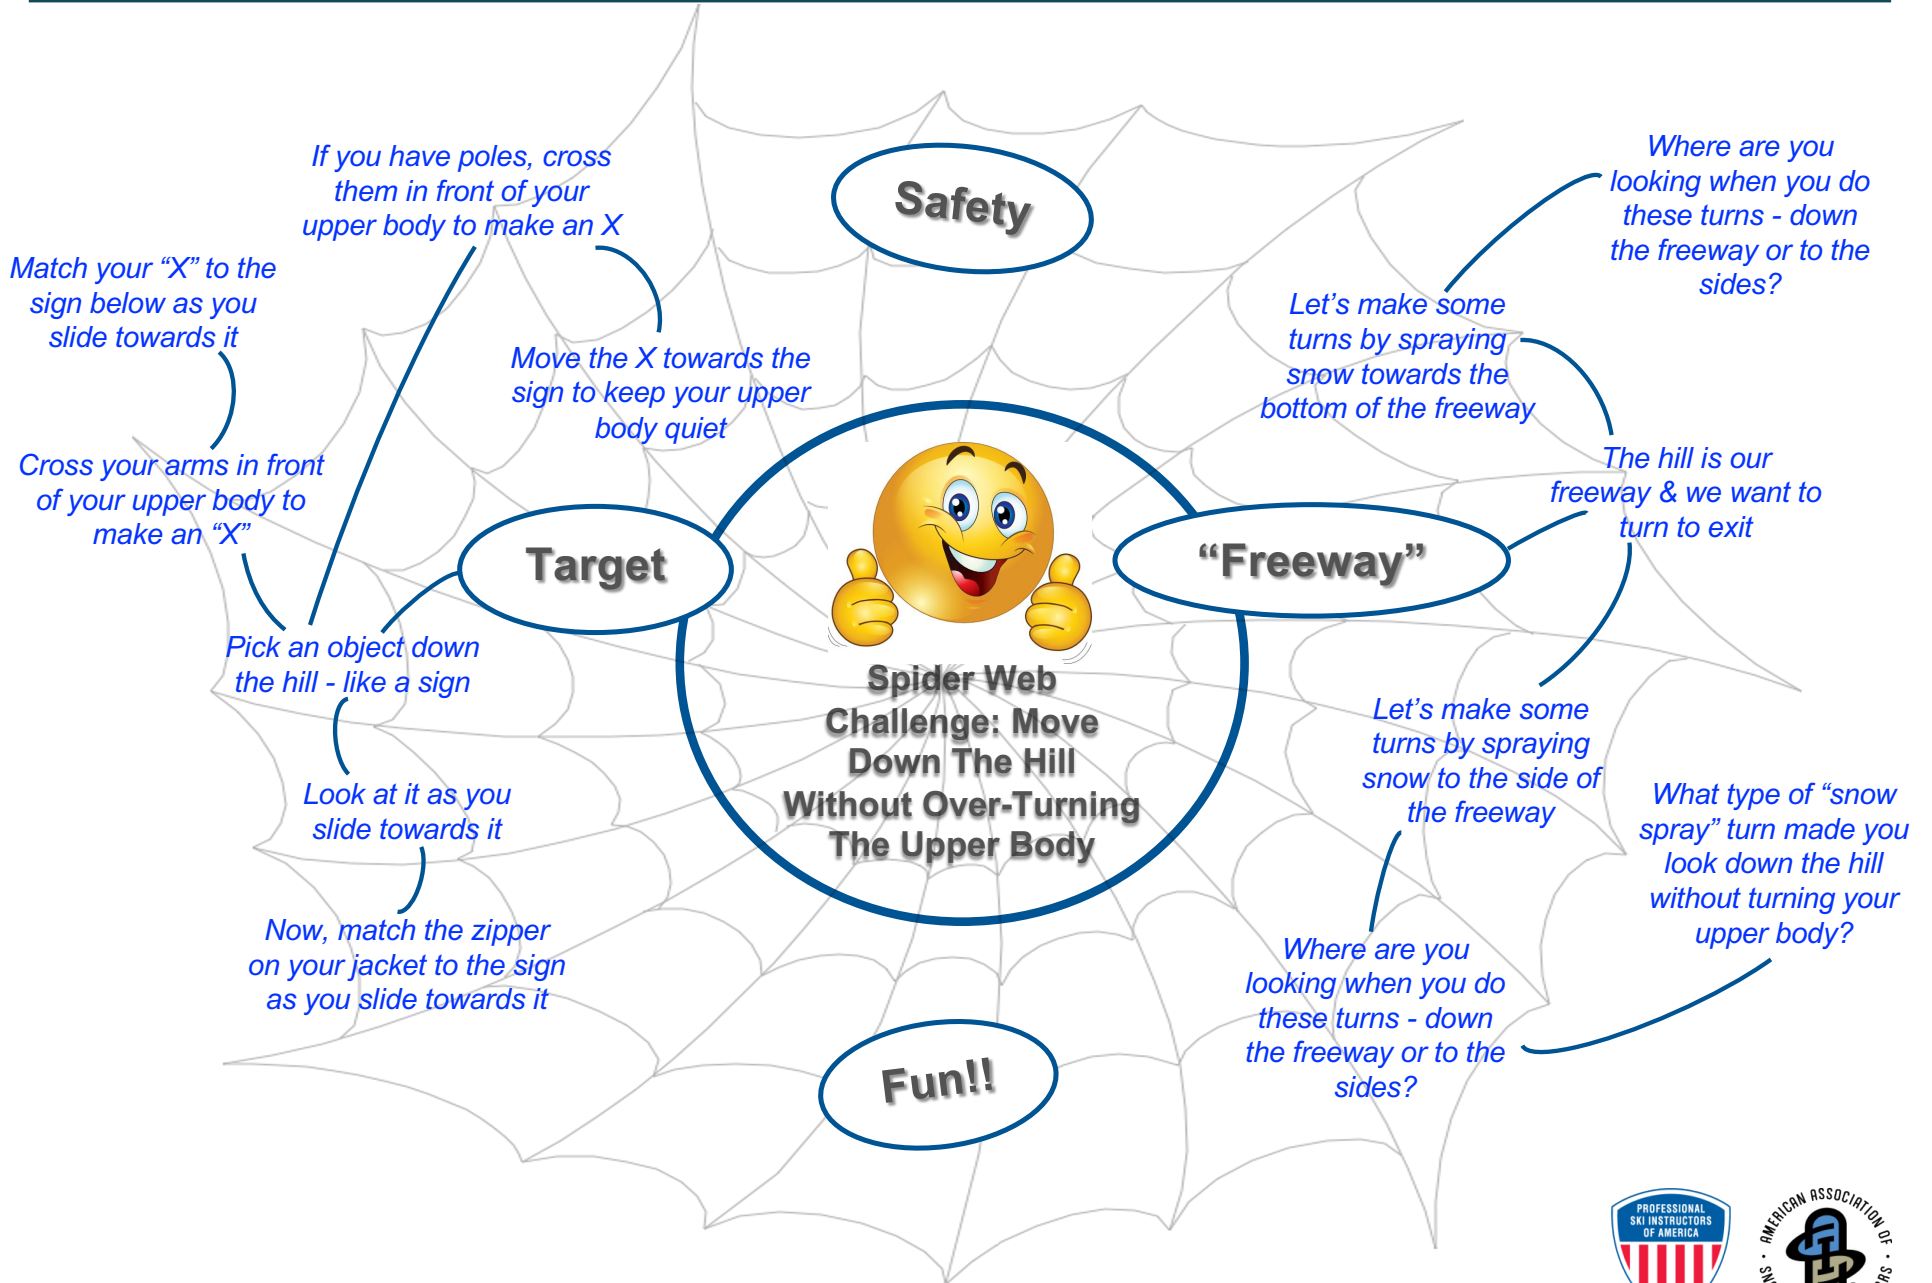 If you have poles, cross
them in front of your
upper body to make an X
Match your “X” to the
sign below as you
slide towards it
Move the X towards the
sign to keep your upper
body quiet
Cross your arms in front
of your upper body to
make an “X”
Target
Pick an object down
the hill - like a sign
Look at it as you
slide towards it
Now, match the zipper
on your jacket to the sign
as you slide towards it
Safety
Spider Web
Challenge: Move
Down The Hill
Without Over-Turning
The Upper Body
Fun!!
Where are you
looking when you do
these turns - down
the freeway or to the
sides?
Let’s make some
turns by spraying
snow towards the
bottom of the freeway
The hill is our
freeway & we want to
turn to exit
“Freeway”
Let’s make some
turns by spraying
snow to the side of
the freeway
What type of “snow
spray” turn made you
look down the hill
without turning your
upper body?
Where are you
looking when you do
these turns - down
the freeway or to the
sides?
PROFESSIONAL
SKI INSTRUCTORS
OF AMERICA
AMERICAN ASSOCIATION OF